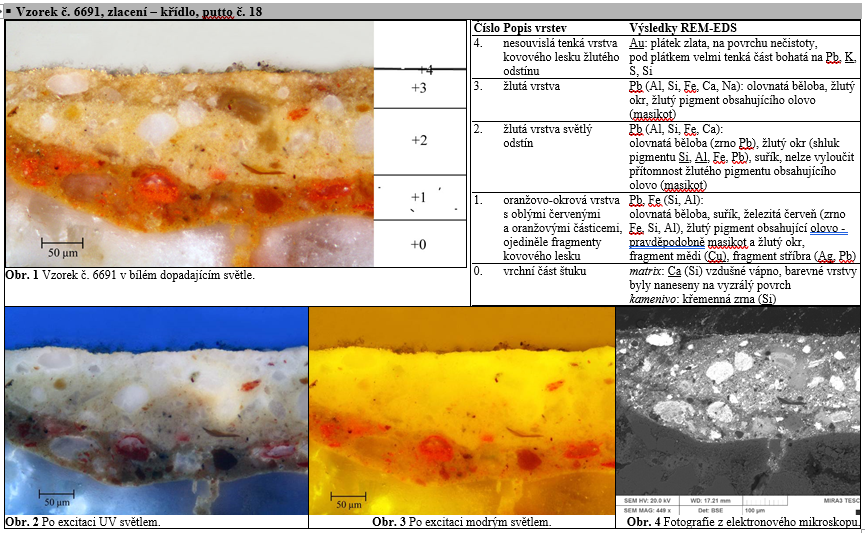 ▪ Vzorek č. 6691, zlacení – křídlo, putto č. 18
+4
+3
+2
+1
+0
50 µm
Obr. 1 Vzorek č. 6691 v bílém dopadajícím světle.
Číslo Popis vrstev Výsledky REM-EDS
4. nesouvislá tenká vrstva Au: plátek zlata, na povrchu nečistoty,
kovového lesku žlutého pod plátkem velmi tenká část bohatá na Pb, K,
odstínu S, Si
3. žlutá vrstva Pb (Al, Si, Fe, Ca, Na): olovnatá běloba, žlutý
okr, žlutý pigment obsahujícího olovo
(masikot)
2. žlutá vrstva světlý Pb (Al, Si, Fe, Ca):
odstín olovnatá běloba (zrno Pb), žlutý okr (shluk
pigmentu Si, Al, Fe, Pb), suřík, nelze vyloučit
přítomnost žlutého pigmentu obsahujícího
olovo (masikot)
1. oranžovo-okrová vrstva Pb, Fe (Si, Al):
s oblými červenými olovnatá běloba, suřík, železitá červeň (zrno
a oranžovými částicemi, Fe, Si, Al), žlutý pigment obsahující olovo -
ojediněle fragmenty pravděpodobně masikot a žlutý okr,
kovového lesku fragment mědi (Cu), fragment stříbra (Ag, Pb)
0. vrchní část štuku matrix: Ca (Si) vzdušné vápno, barevné vrstvy
byly naneseny na vyzrálý povrch
kamenivo: křemenná zrna (Si)
50 µm
Obr. 2 Po excitaci UV světlem.
50 µm
Obr. 3 Po excitaci modrým světlem.
SEM HV: 20.0 kV WD: 17.21 mm MIRA3 TESC
SEM MAG: 449 x Det: BSE 100 µm
Obr. 4 Fotografie z elektronového mikroskopu.